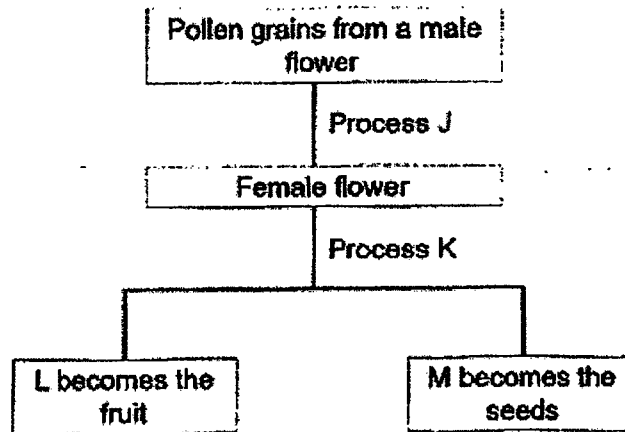 Pollen grains from a male
flower
Process J
Female flower
Process K
L becomes the
fruit
M becomes the
seeds